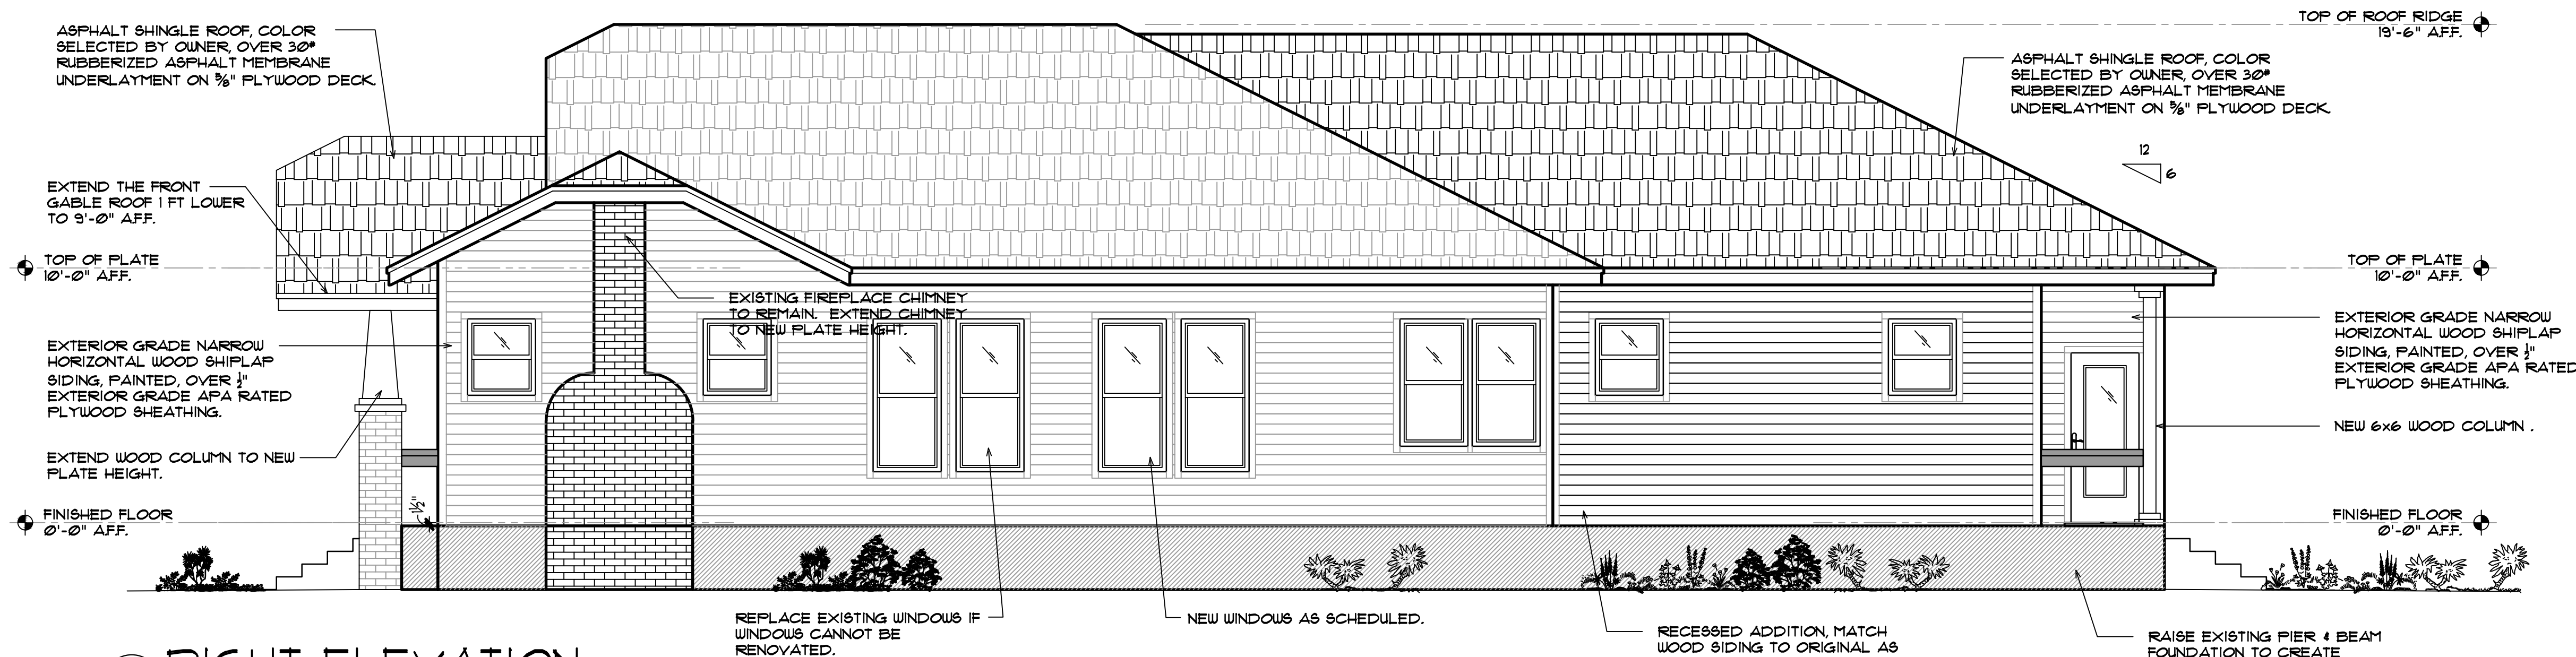 ASPHALT SHINGLE ROOF, COLOR
SELECTED BY OWNER, OVER 30#
RUBBERIZED ASPHALT MEMBRANE
UNDERLAYMENT ON ⅝" PLYWOOD DECK.
EXTEND THE FRONT
GABLE ROOF 1 FT LOWER
TO 9'-0" A.F.F.
TOP OF PLATE
10'-0" A.F.F.
EXTERIOR GRADE NARROW
HORIZONTAL WOOD SHIPLAP
SIDING, PAINTED, OVER ½"
EXTERIOR GRADE APA RATED
PLYWOOD SHEATHING.
EXTEND WOOD COLUMN TO NEW
PLATE HEIGHT.
1½"
FINISHED FLOOR
0'-0" A.F.F.
EXISTING FIREPLACE CHIMNEY
TO REMAIN. EXTEND CHIMNEY
TO NEW PLATE HEIGHT.
REPLACE EXISTING WINDOWS IF
WINDOWS CANNOT BE
RENOVATED.
NEW WINDOWS AS SCHEDULED.
RECESSED ADDITION, MATCH
WOOD SIDING TO ORIGINAL AS
RAISE EXISTING PIER & BEAM
FOUNDATION TO CREATE
TOP OF ROOF RIDGE
19'-6" A.F.F.
ASPHALT SHINGLE ROOF, COLOR
SELECTED BY OWNER, OVER 30#
RUBBERIZED ASPHALT MEMBRANE
UNDERLAYMENT ON ⅝" PLYWOOD DECK.
12
6
TOP OF PLATE
10'-0" A.F.F.
EXTERIOR GRADE NARROW
HORIZONTAL WOOD SHIPLAP
SIDING, PAINTED, OVER ½"
EXTERIOR GRADE APA RATED
PLYWOOD SHEATHING.
NEW 6x6 WOOD COLUMN .
FINISHED FLOOR
0'-0" A.F.F.
RIGHT ELEVATION